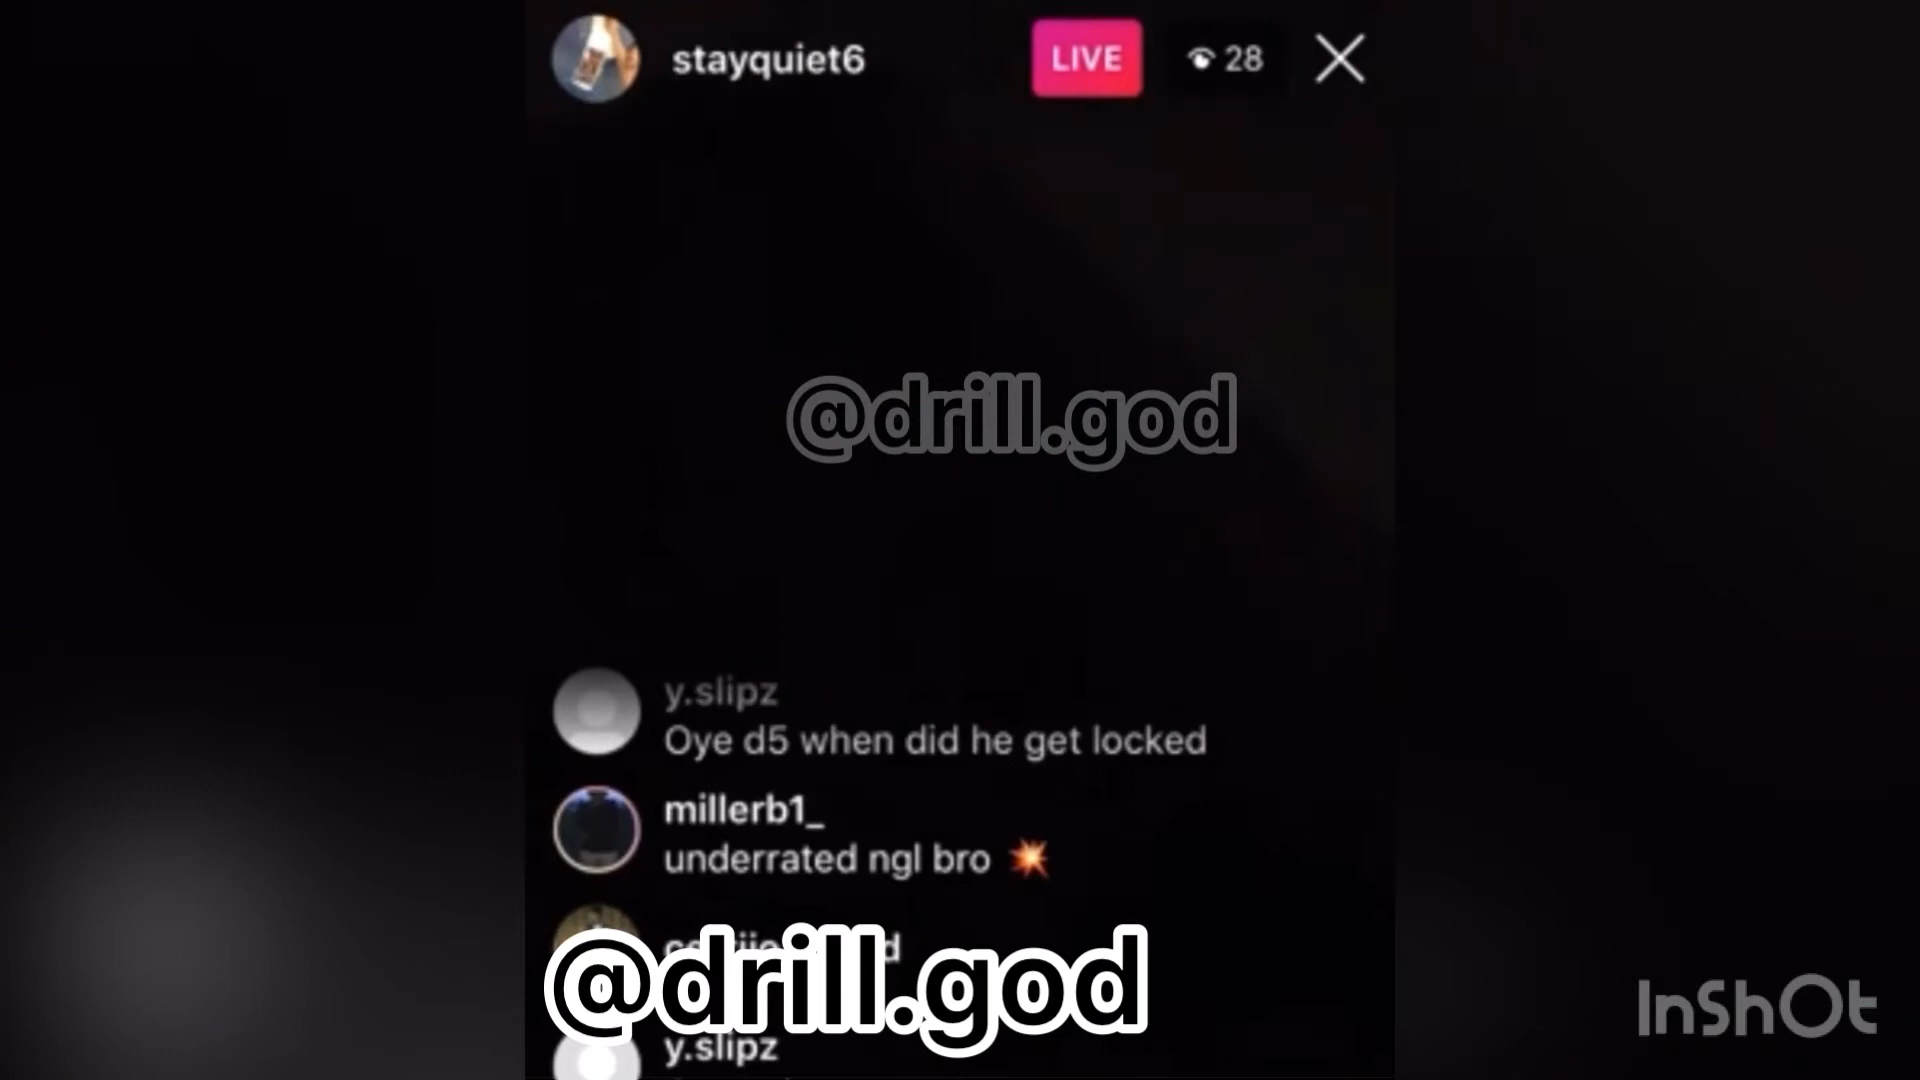 stayquiet6 LIVE 28
@drill.god
y.slipz
Oye d5 when did he get locked
millerb1_
underrated ngl bro 💥
@drill.god
y.slipz
InShOt